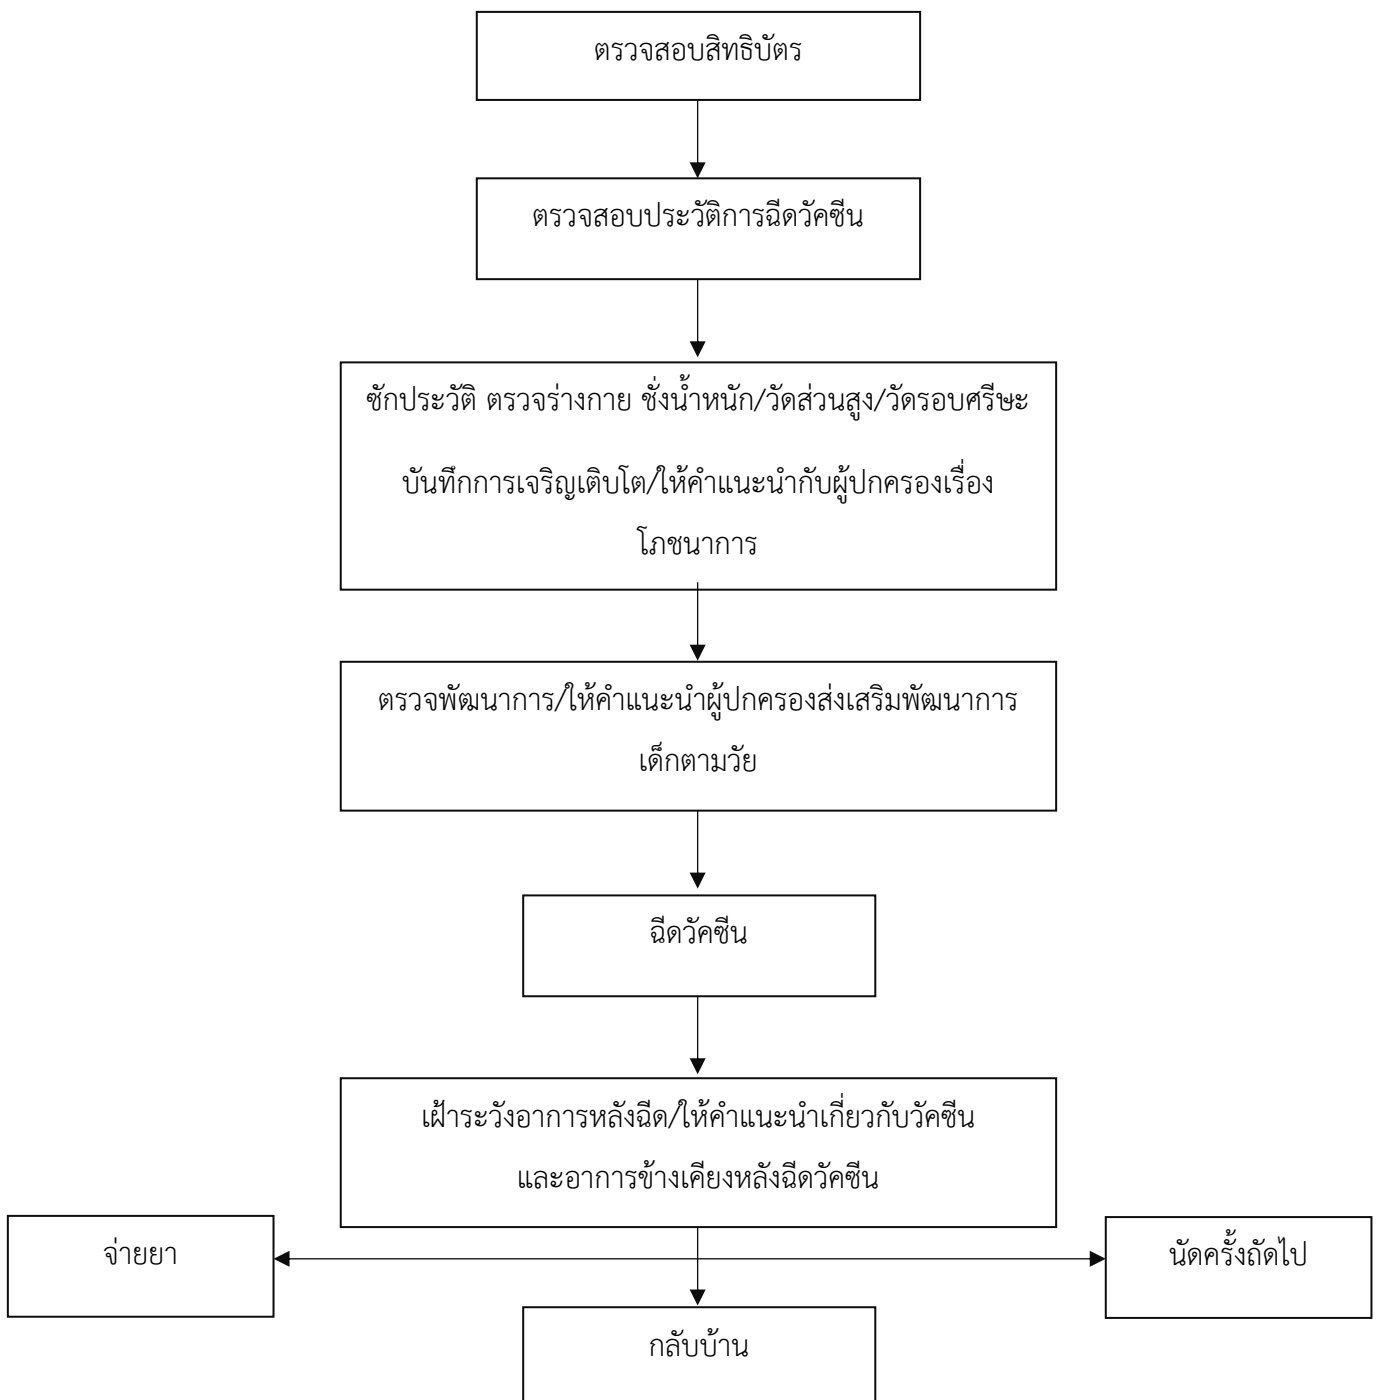 ตรวจสอบสิทธิบัตร
ตรวจสอบประวัติการฉีดวัคซีน
ซักประวัติ ตรวจร่างกาย ชั่งน้ำหนัก/วัดส่วนสูง/วัดรอบศรีษะ
บันทึกการเจริญเติบโต/ให้คำแนะนำกับผู้ปกครองเรื่อง
โภชนาการ
ตรวจพัฒนาการ/ให้คำแนะนำผู้ปกครองส่งเสริมพัฒนาการ
เด็กตามวัย
ฉีดวัคซีน
เฝ้าระวังอาการหลังฉีด/ให้คำแนะนำเกี่ยวกับวัคซีน
และอาการข้างเคียงหลังฉีดวัคซีน
จ่ายยา
นัดครั้งถัดไป
กลับบ้าน